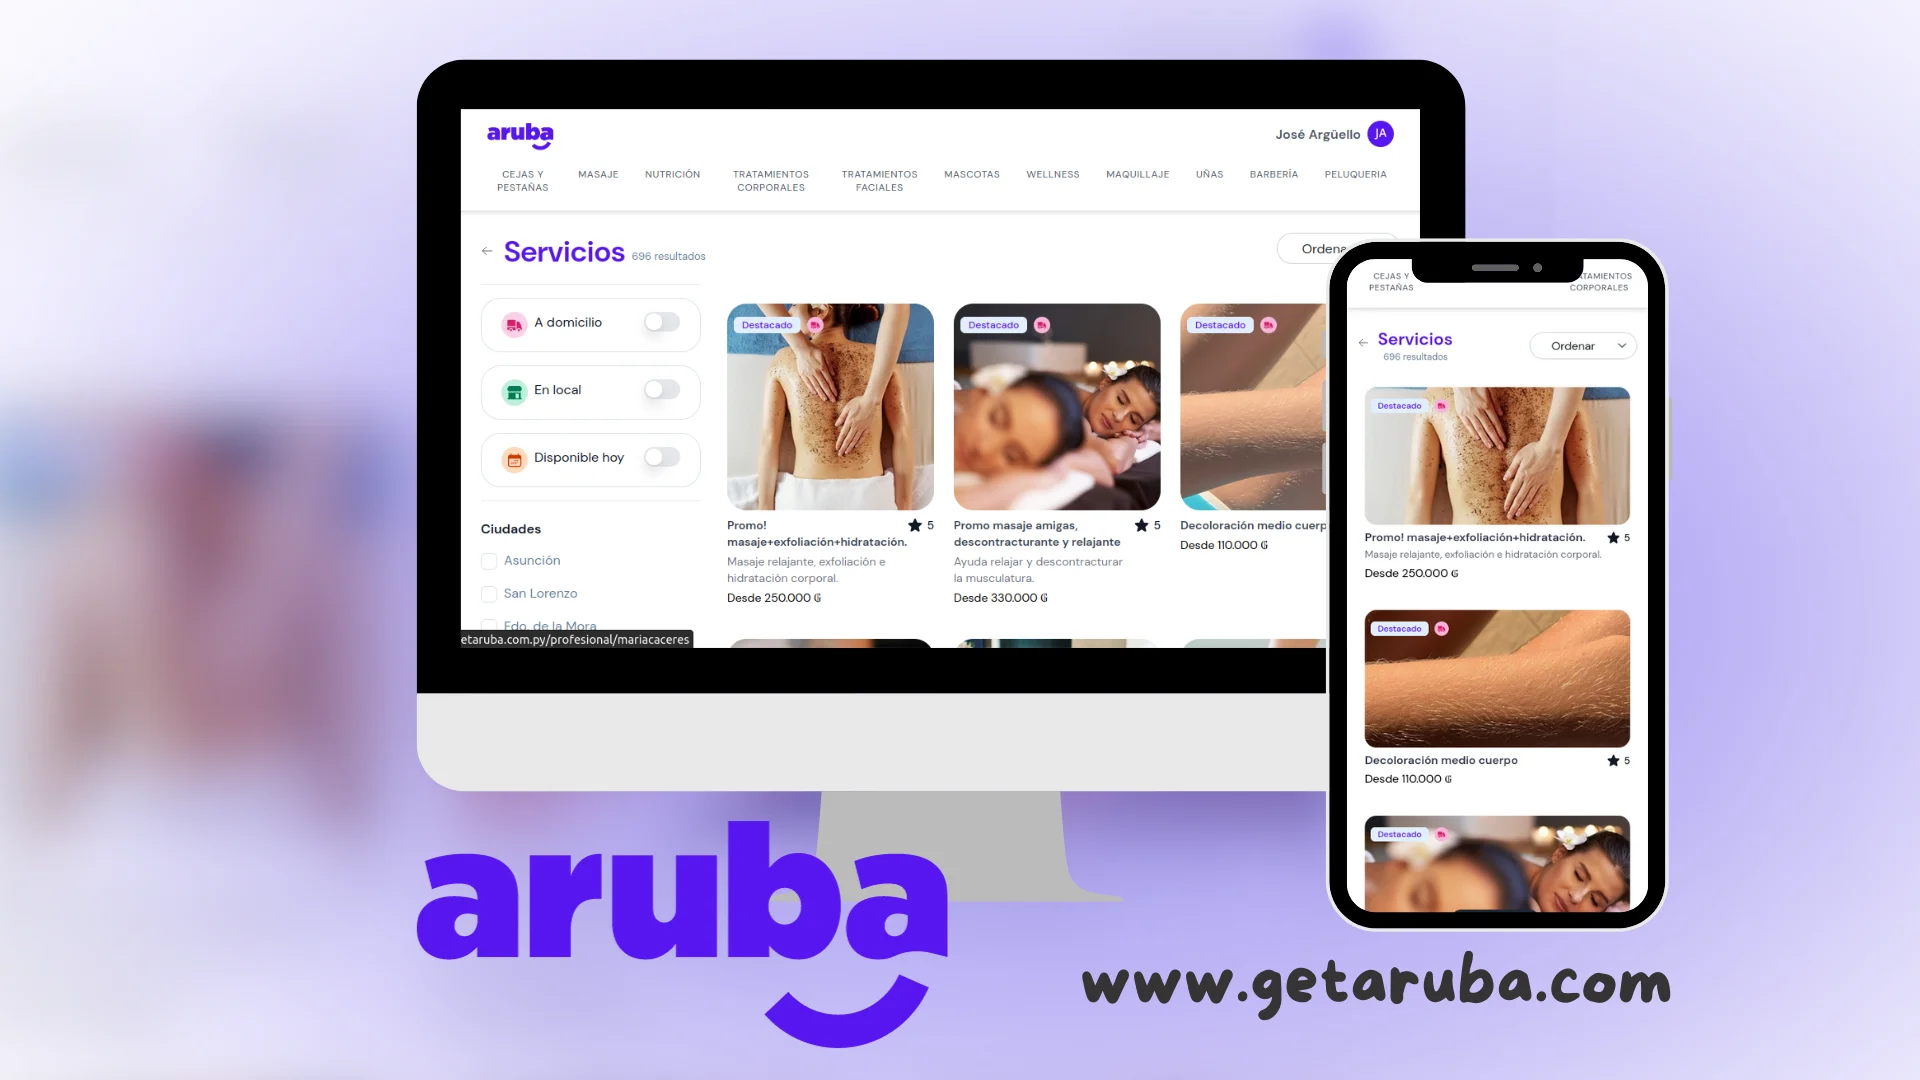 aruba
José Argüello JA
CEJAS Y
PESTAÑAS
MASAJE
NUTRICIÓN
TRATAMIENTOS
CORPORALES
TRATAMIENTOS
FACIALES
MASCOTAS
WELLNESS
MAQUILLAJE
UÑAS
BARBERÍA
PELUQUERIA
Servicios 696 resultados
Ordena
A domicilio
En local
Disponible hoy
Ciudades
Asunción
San Lorenzo
Fdo. de la Mora
etaruba.com.py/profesional/mariacaceres
Destacado
Promo! 5
masaje+exfoliación+hidratación.
Masaje relajante, exfoliación e
hidratación corporal.
Desde 250.000 ₲
Destacado
Promo masaje amigas, 5
descontracturante y relajante
Ayuda relajar y descontracturar
la musculatura.
Desde 330.000 ₲
Destacado
Decoloración medio cuerp
Desde 110.000 ₲
CEJAS Y
PESTAÑAS
ATAMIENTOS
CORPORALES
Servicios
696 resultados
Ordenar
Destacado
Promo! masaje+exfoliación+hidratación. 5
Masaje relajante, exfoliación e hidratación corporal.
Desde 250.000 ₲
Destacado
Decoloración medio cuerpo 5
Desde 110.000 ₲
Destacado
aruba
www.getaruba.com